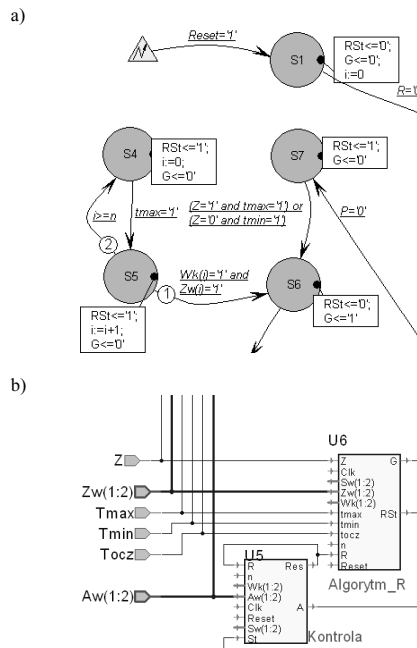 a)
Reset='1'
S1
RSt<='0';
G<='0';
i:=0
R='0
S4
RSt<='1';
i:=0;
G<='0'
S7
RSt<='1';
G<='0'
i>=n
tmax='1'
(Z='1' and tmax='1') or
(Z='0' and tmin='1')
P='0'
2
S5
1
Wk(i)='1' and
Zw(i)='1'
S6
RSt<='1';
i:=i+1;
G<='0'
RSt<='0';
G<='1'
b)
U6
Z
Zw(1:2)
Tmax
Tmin
Tocz
Aw(1:2)
Z
G
Clk
Sw(1:2)
Zw(1:2)
Wk(1:2)
tmax
RSt
tmin
tocz
n
R
Reset
Algorytm_R
U5
R
Res
n
Wk(1:2)
Aw(1:2)
Clk
A
Reset
Sw(1:2)
St
Kontrola